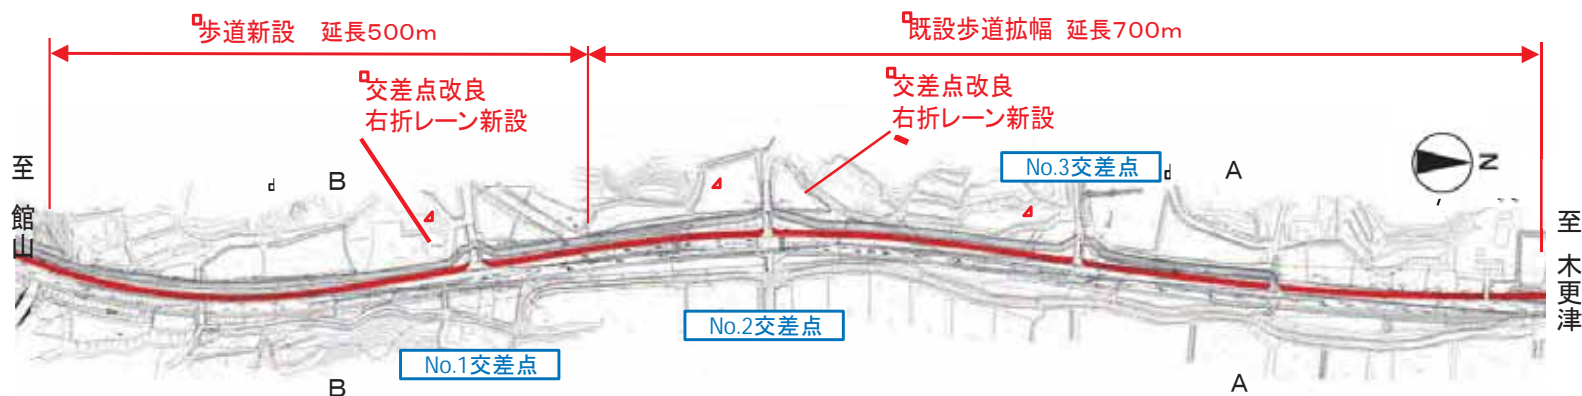 歩道新設 延長500m
既設歩道拡幅 延長700m
交差点改良
右折レーン新設
交差点改良
右折レーン新設
至 館山
B
No.3交差点
A
N
至 木更津
No.2交差点
No.1交差点
B
A